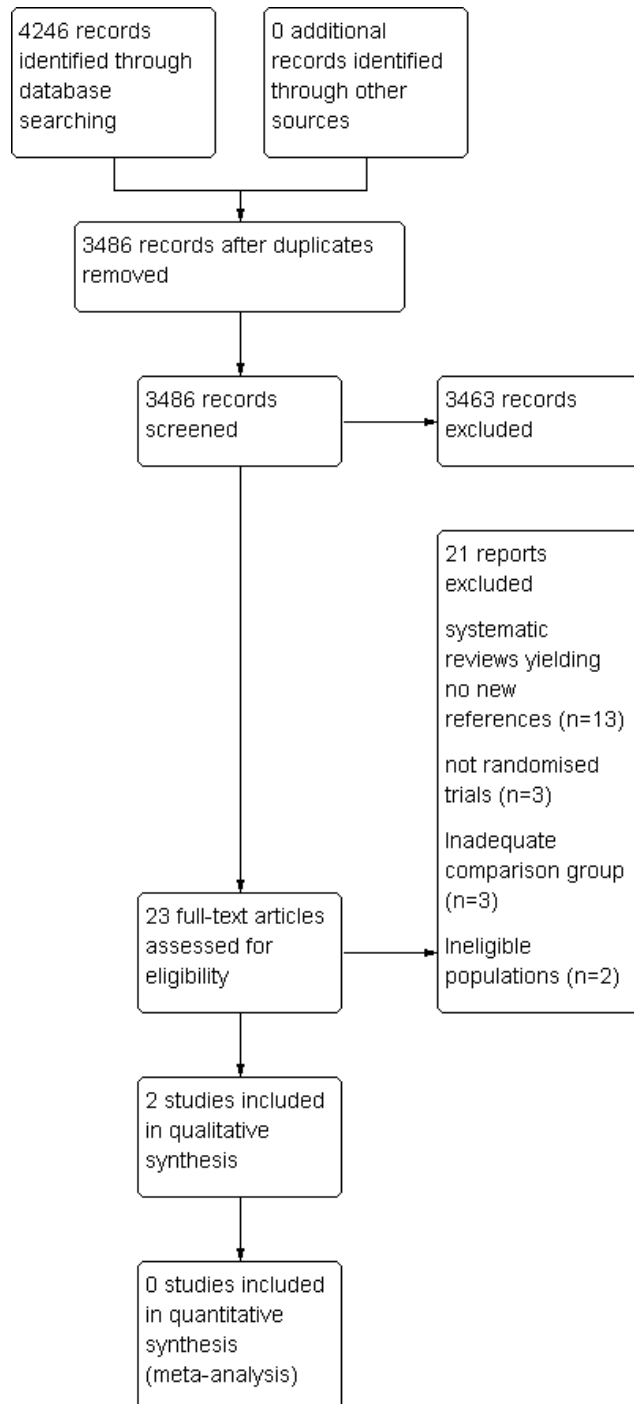 4246 records
identified through
database
searching
0 additional
records identified
through other
sources
3486 records after duplicates
removed
3486 records
screened
3463 records
excluded
21 reports
excluded
systematic
reviews yielding
no new
references (n=13)
not randomised
trials (n=3)
Inadequate
comparison group
(n=3)
Ineligible
populations (n=2)
23 full-text articles
assessed for
eligibility
2 studies included
in qualitative
synthesis
0 studies included
in quantitative
synthesis
(meta-analysis)